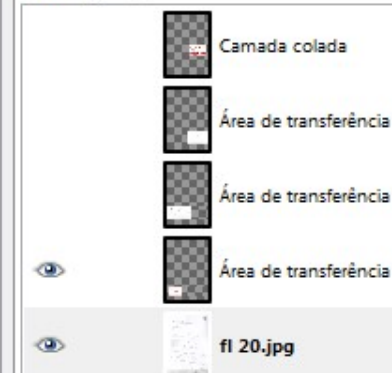 Camada colada
Área de transferência
Área de transferência
Área de transferência
fl 20.jpg